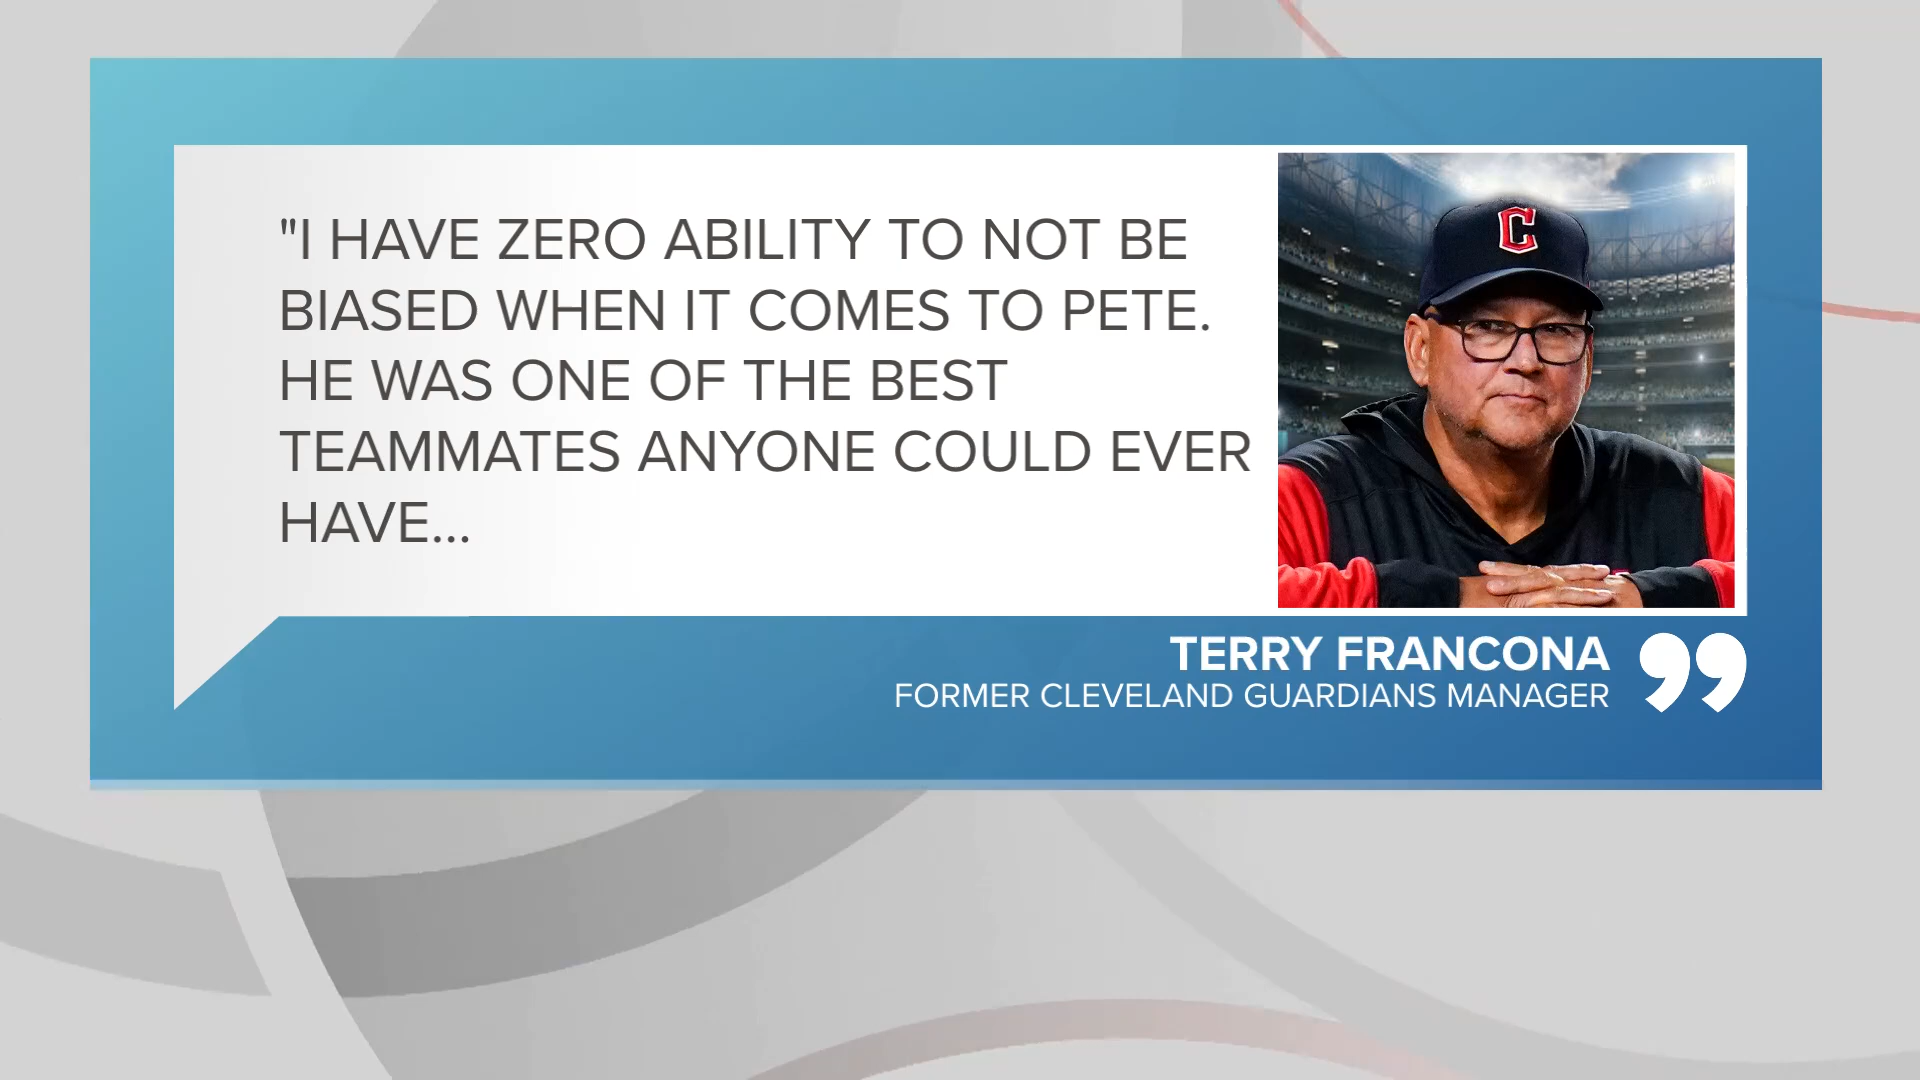 "I HAVE ZERO ABILITY TO NOT BE
BIASED WHEN IT COMES TO PETE.
HE WAS ONE OF THE BEST
TEAMMATES ANYONE COULD EVER
HAVE...
C
TERRY FRANCONA
FORMER CLEVELAND GUARDIANS MANAGER